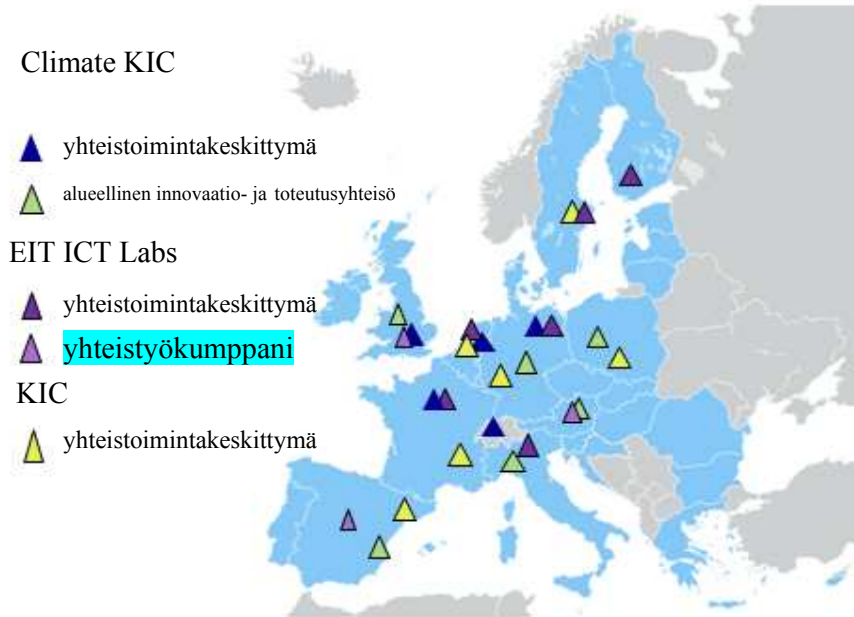 Climate KIC
yhteistoimintakeskittymä
alueellinen innovaatio- ja toteutusyhteisö
EIT ICT Labs
yhteistoimintakeskittymä
yhteistyökumppani
KIC
yhteistoimintakeskittymä